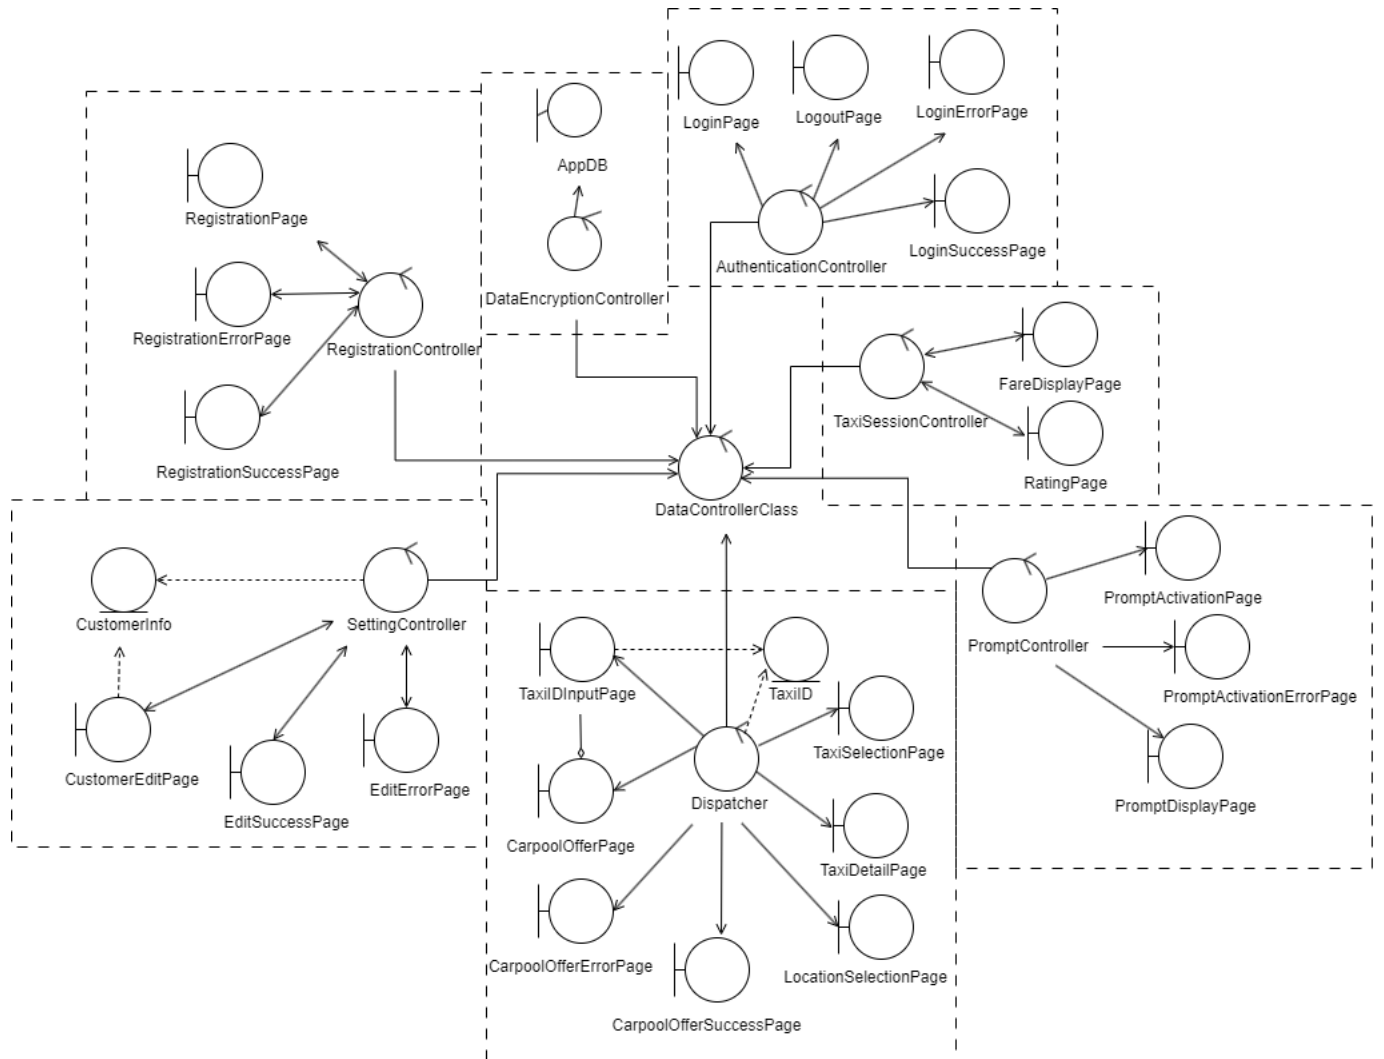 LoginPage
LogoutPage
LoginErrorPage
AppDB
RegistrationPage
LoginSuccessPage
AuthenticationController
DataEncryptionController
RegistrationErrorPage
RegistrationController
FareDisplayPage
TaxiSessionController
RegistrationSuccessPage
RatingPage
DataControllerClass
PromptActivationPage
CustomerInfo
SettingController
PromptController
TaxiIDInputPage
TaxiID
PromptActivationErrorPage
TaxiSelectionPage
CustomerEditPage
EditErrorPage
Dispatcher
PromptDisplayPage
EditSuccessPage
CarpoolOfferPage
TaxiDetailPage
CarpoolOfferErrorPage
LocationSelectionPage
CarpoolOfferSuccessPage